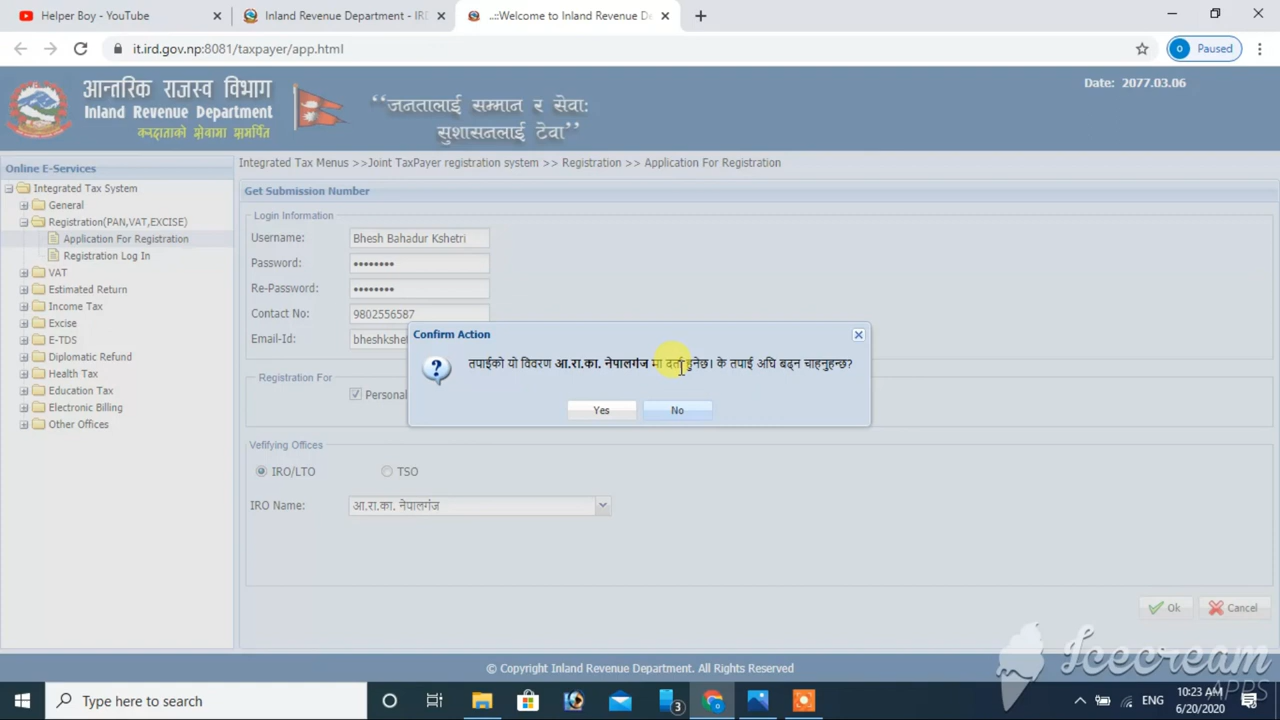 Helper Boy - YouTube
Inland Revenue Department - IRD
..::Welcome to Inland Revenue De
it.ird.gov.np:8081/taxpayer/app.html
Paused
आन्तरिक राजस्व विभाग
Inland Revenue Department
करदाताको सेवामा समर्पित
“जनतालाई सम्मान र सेवा:
सुशासनलाई टेवा”
Date: 2077.03.06
Online E-Services
Integrated Tax System
General
Registration(PAN,VAT,EXCISE)
Application For Registration
Registration Log In
VAT
Estimated Return
Income Tax
Excise
E-TDS
Diplomatic Refund
Health Tax
Education Tax
Electronic Billing
Other Offices
Integrated Tax Menus >>Joint TaxPayer registration system >> Registration >> Application For Registration
Get Submission Number
Login Information
Username: Bhesh Bahadur Kshetri
Password: ••••••••
Re-Password: ••••••••
Contact No: 9802556587
Email-Id: bheshkshe
Registration For
Personal
Confirm Action
तपाईको यो विवरण आ.रा.का. नेपालगंज मा दर्ता हुनेछ। के तपाई अघि बढ्न चाहनुहन्छ?
Yes No
Vefifying Offices
IRO/LTO TSO
IRO Name: आ.रा.का. नेपालगंज
Ok Cancel
© Copyright Inland Revenue Department. All Rights Reserved
Icecream
APPS
Type here to search
3
ENG
10:23 AM
6/20/2020